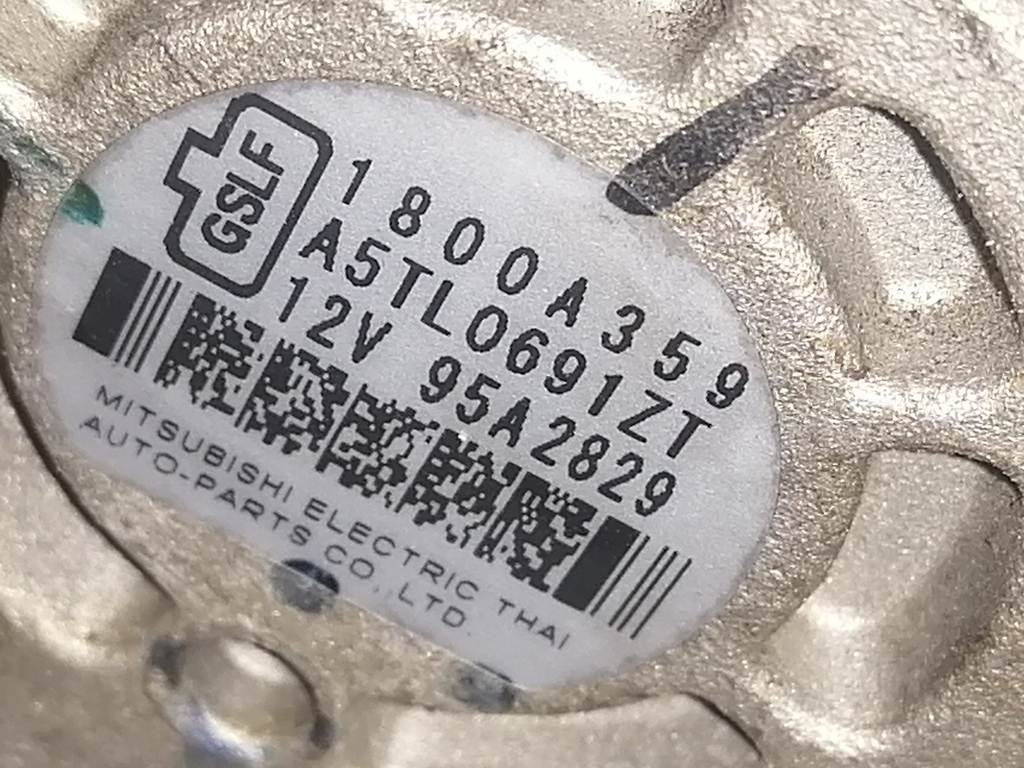 GSLF
1800A359
A5TL0691ZT
12V 95A2829
MITSUBISHI ELECTRIC THAI
AUTO-PARTS CO.,LTD.